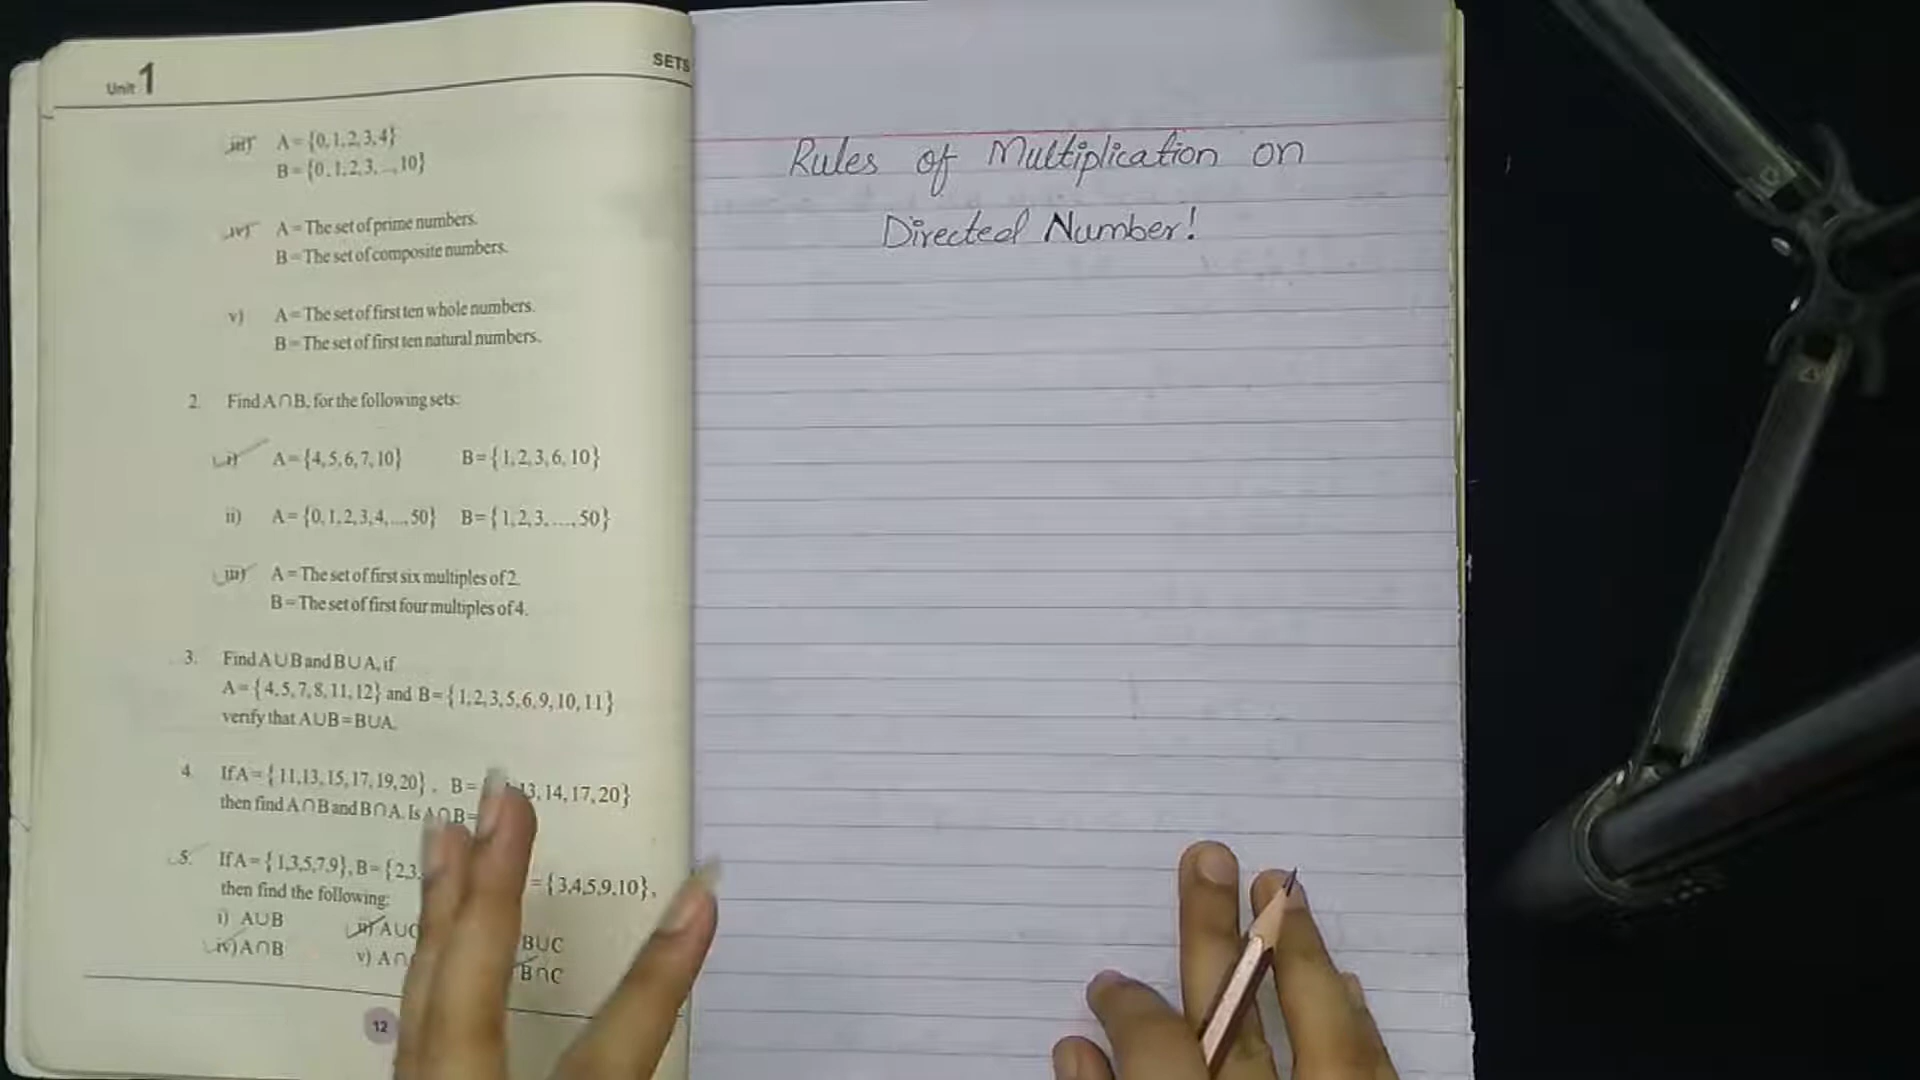 Unit 1
SETS
iii) A = {0, 1, 2, 3, 4}
B = {0, 1, 2, 3, ..., 10}
iv) A = The set of prime numbers.
B = The set of composite numbers.
v) A = The set of first ten whole numbers.
B = The set of first ten natural numbers.
2. Find A∩B, for the following sets:
i) A = {4, 5, 6, 7, 10} B = {1, 2, 3, 6, 10}
ii) A = {0, 1, 2, 3, 4, ..., 50} B = {1, 2, 3, ..., 50}
iii) A = The set of first six multiples of 2.
B = The set of first four multiples of 4.
3. Find A∪B and B∪A, if
A = {4, 5, 7, 8, 11, 12} and B = {1, 2, 3, 5, 6, 9, 10, 11}
verify that A∪B = B∪A.
4. If A = {11, 13, 15, 17, 19, 20}, B = 13, 14, 17, 20}
then find A∩B and B∩A. Is A∩B =
5. If A = {1,3,5,7,9}, B = {2,3, = {3,4,5,9,10},
then find the following:
i) A∪B ii) A∪C B∪C
iv) A∩B v) A∩ B∩C
12
Rules of Multiplication on
Directed Number!